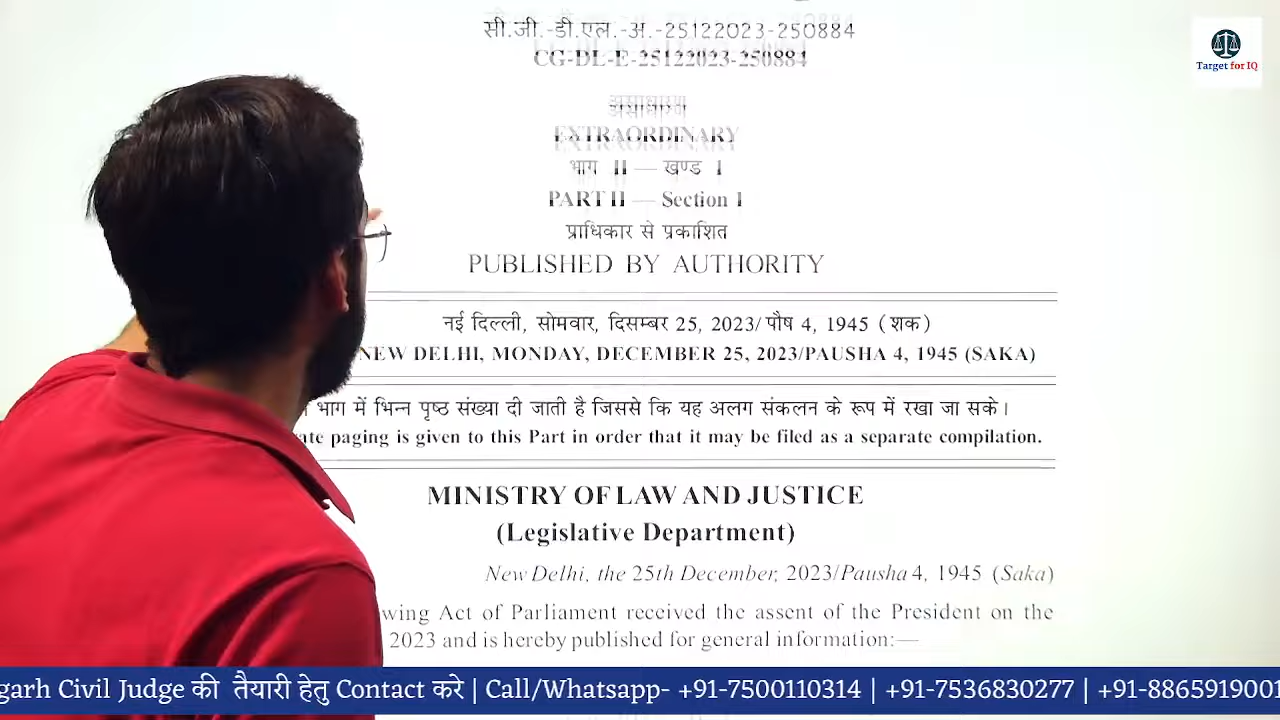 सी.जी.-डी.एल.-अ.-25122023-250884
CG-DL-E-25122023-250884
Target for IQ
असाधारण
EXTRAORDINARY
भाग II — खण्ड 1
PART II — Section 1
प्राधिकार से प्रकाशित
PUBLISHED BY AUTHORITY
नई दिल्ली, सोमवार, दिसम्बर 25, 2023/ पौष 4, 1945 (शक)
NEW DELHI, MONDAY, DECEMBER 25, 2023/PAUSHA 4, 1945 (SAKA)
भाग में भिन्न पृष्ठ संख्या दी जाती है जिससे कि यह अलग संकलन के रूप में रखा जा सके।
paging is given to this Part in order that it may be filed as a separate compilation.
MINISTRY OF LAW AND JUSTICE
(Legislative Department)
New Delhi, the 25th December, 2023/Pausha 4, 1945 (Saka)
wing Act of Parliament received the assent of the President on the
2023 and is hereby published for general information:—
garh Civil Judge की तैयारी हेतु Contact करे | Call/Whatsapp- +91-7500110314 | +91-7536830277 | +91-8865919001